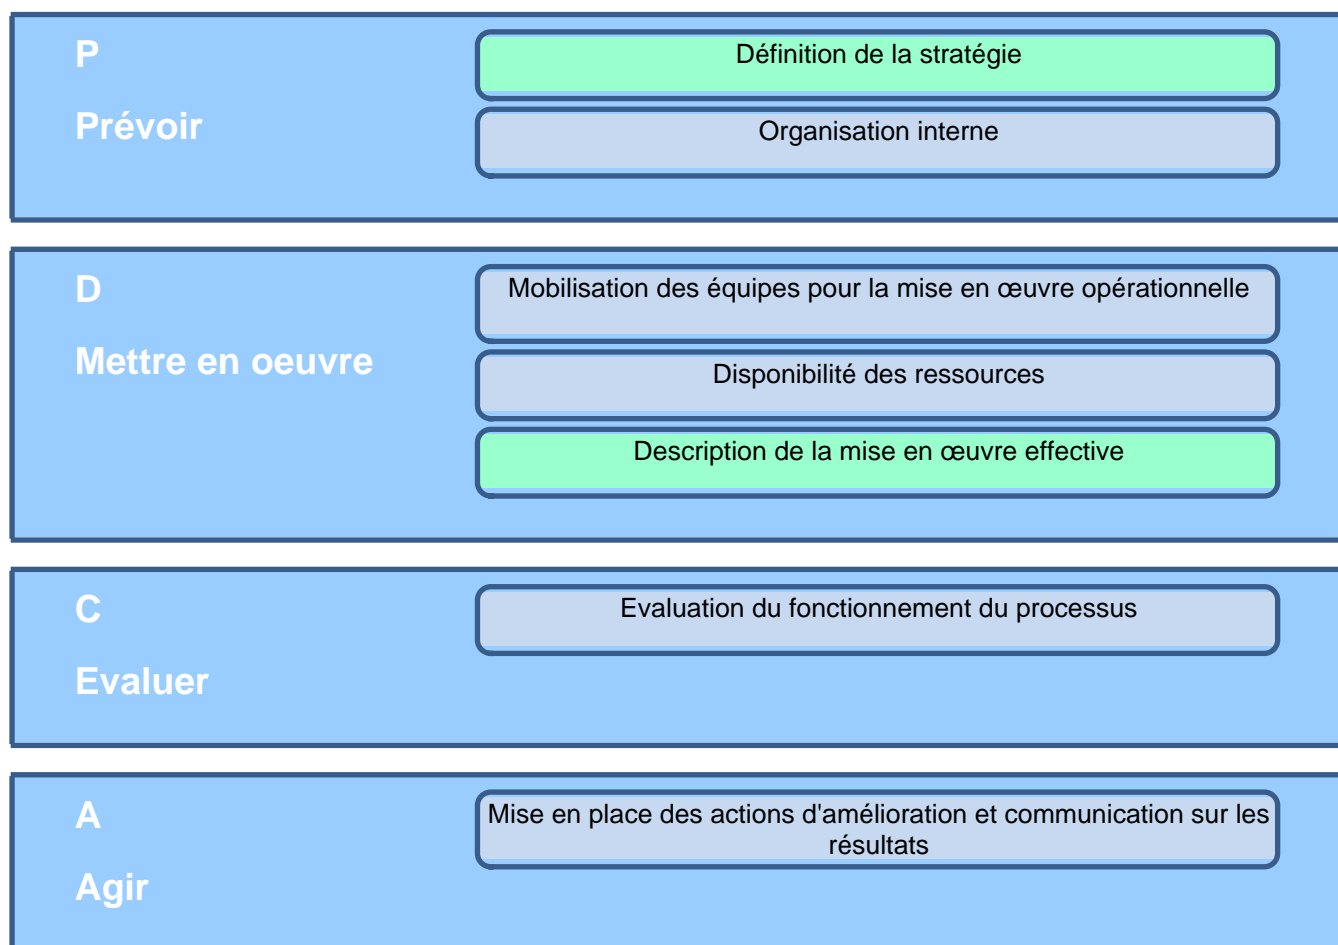 P
Prévoir
Définition de la stratégie
Organisation interne
D
Mettre en oeuvre
Mobilisation des équipes pour la mise en œuvre opérationnelle
Disponibilité des ressources
Description de la mise en œuvre effective
C
Evaluer
Evaluation du fonctionnement du processus
A
Agir
Mise en place des actions d'amélioration et communication sur les
résultats